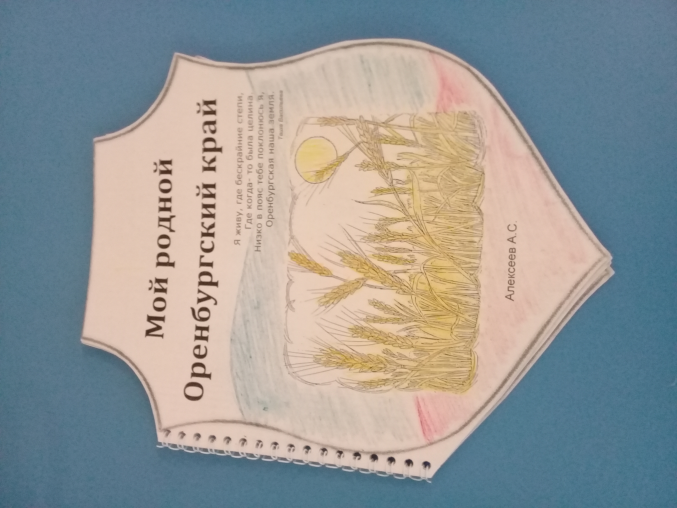 Мой родной
Оренбургский край
Я живу, где бескрайние степи,
Где когда- то была целина.
Низко в пояс тебе поклонюсь я,
Оренбургская наша земля.
Алексеев А.С.